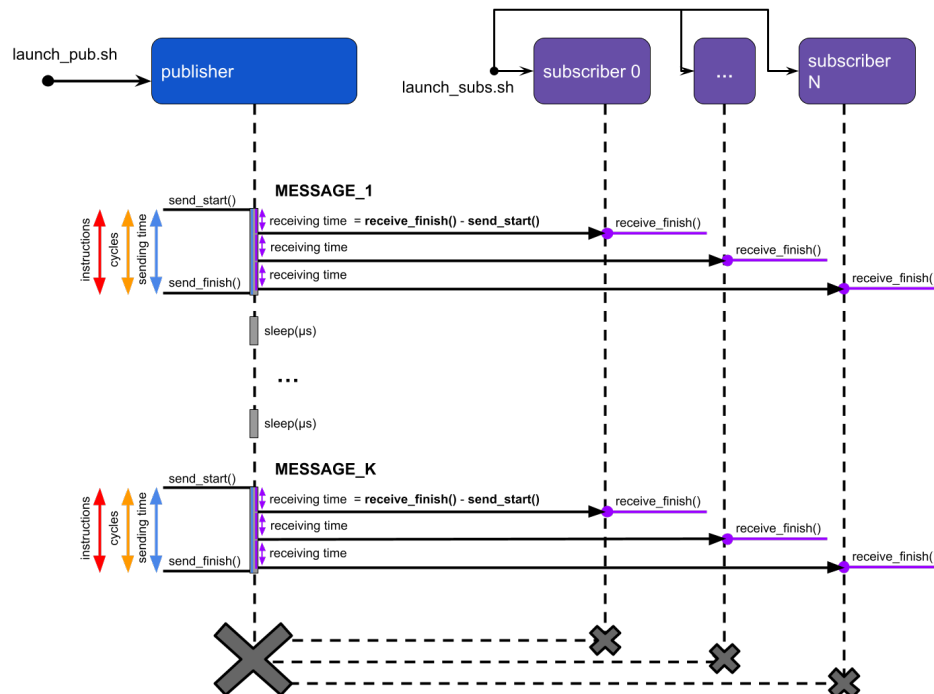 launch_pub.sh
publisher
launch_subs.sh
subscriber 0
...
subscriber
N
MESSAGE_1
send_start()
receiving time = receive_finish() - send_start()
receive_finish()
receiving time
receive_finish()
receiving time
receive_finish(
send_finish()
instructions
cycles
sending time
sleep(µs)
...
sleep(µs)
MESSAGE_K
send_start()
receiving time = receive_finish() - send_start()
receive_finish()
receiving time
receive_finish()
receiving time
receive_finish(
send_finish()
instructions
cycles
sending time